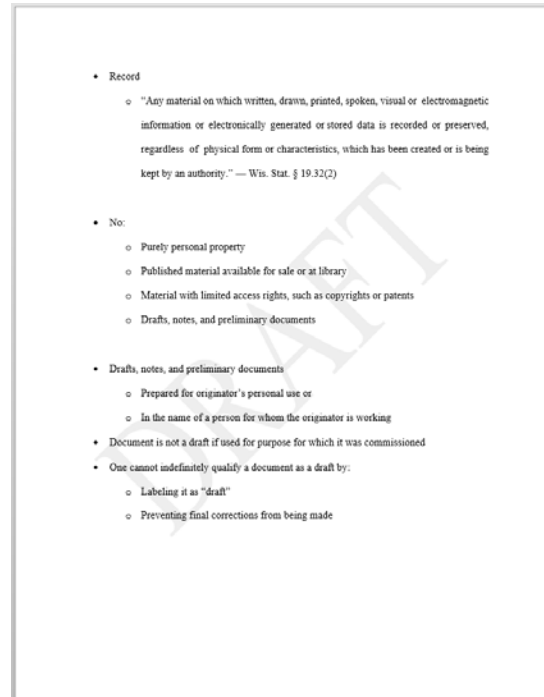 • Record
o "Any material on which written, drawn, printed, spoken, visual or electromagnetic
information or electronically generated or stored data is recorded or preserved,
regardless of physical form or characteristics, which has been created or is being
kept by an authority." — Wis. Stat. § 19.32(2)
• No:
o Purely personal property
o Published material available for sale or at library
o Material with limited access rights, such as copyrights or patents
o Drafts, notes, and preliminary documents
• Drafts, notes, and preliminary documents
o Prepared for originator's personal use or
o In the name of a person for whom the originator is working
• Document is not a draft if used for purpose for which it was commissioned
• One cannot indefinitely qualify a document as a draft by:
o Labeling it as "draft"
o Preventing final corrections from being made
DRAFT